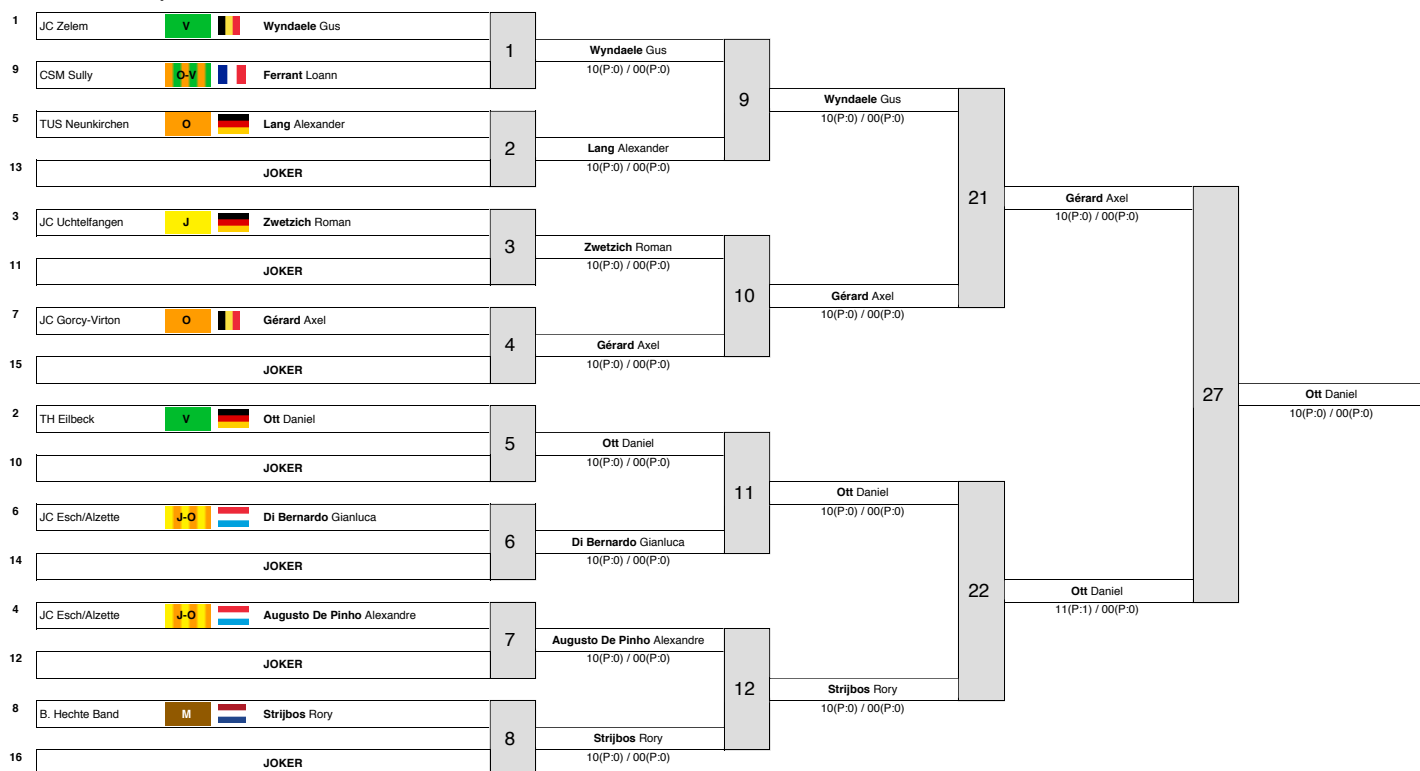 1 JC Zelem V Wyndaele Gus
1
Wyndaele Gus
10(P:0) / 00(P:0)
9 CSM Sully O-V Ferrant Loann
9
Wyndaele Gus
10(P:0) / 00(P:0)
5 TUS Neunkirchen O Lang Alexander
2
Lang Alexander
10(P:0) / 00(P:0)
13 JOKER
21
Gérard Axel
10(P:0) / 00(P:0)
3 JC Uchtelfangen J Zwetzich Roman
3
Zwetzich Roman
10(P:0) / 00(P:0)
11 JOKER
10
Gérard Axel
10(P:0) / 00(P:0)
7 JC Gorcy-Virton O Gérard Axel
4
Gérard Axel
10(P:0) / 00(P:0)
15 JOKER
27
Ott Daniel
10(P:0) / 00(P:0)
2 TH Eilbeck V Ott Daniel
5
Ott Daniel
10(P:0) / 00(P:0)
10 JOKER
11
Ott Daniel
10(P:0) / 00(P:0)
6 JC Esch/Alzette J-O Di Bernardo Gianluca
6
Di Bernardo Gianluca
10(P:0) / 00(P:0)
14 JOKER
22
Ott Daniel
11(P:1) / 00(P:0)
4 JC Esch/Alzette J-O Augusto De Pinho Alexandre
7
Augusto De Pinho Alexandre
10(P:0) / 00(P:0)
12 JOKER
12
Strijbos Rory
10(P:0) / 00(P:0)
8 B. Hechte Band M Strijbos Rory
8
Strijbos Rory
10(P:0) / 00(P:0)
16 JOKER